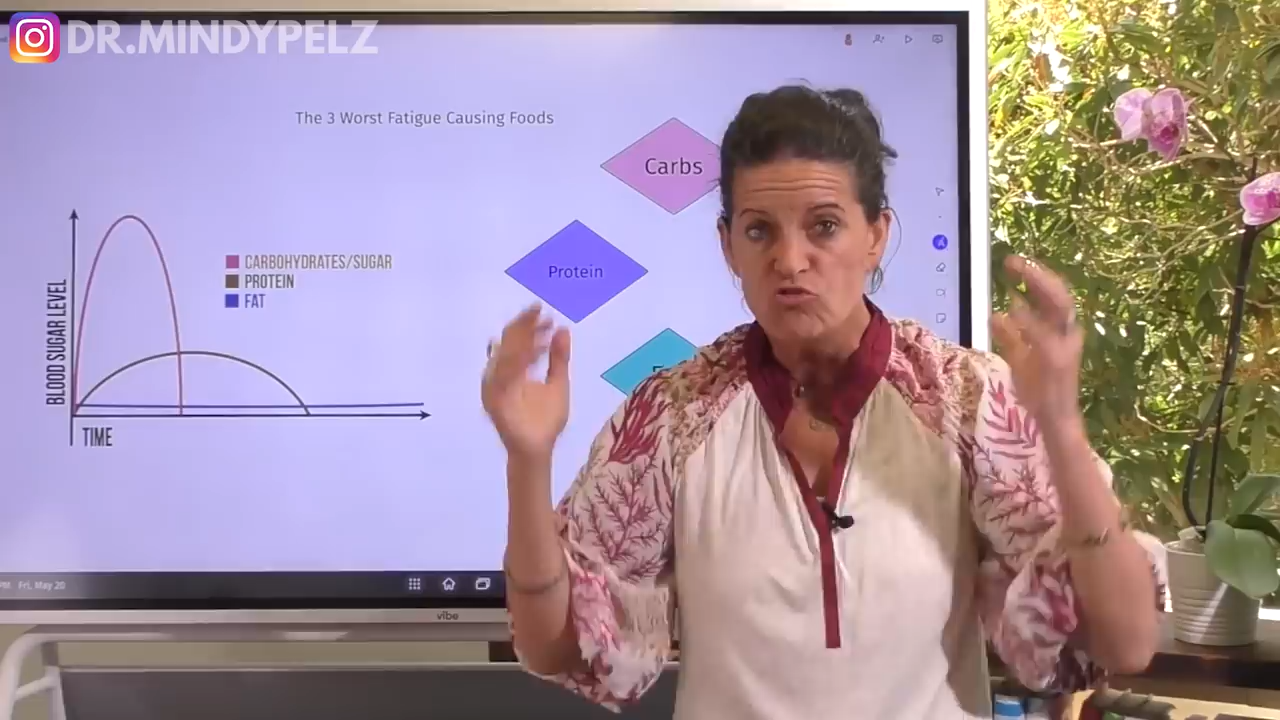 DR.MINDYPELZ
The 3 Worst Fatigue Causing Foods
Carbs
Protein
CARBOHYDRATES/SUGAR
PROTEIN
FAT
BLOOD SUGAR LEVEL
TIME
PM Fri, May 20
vibe